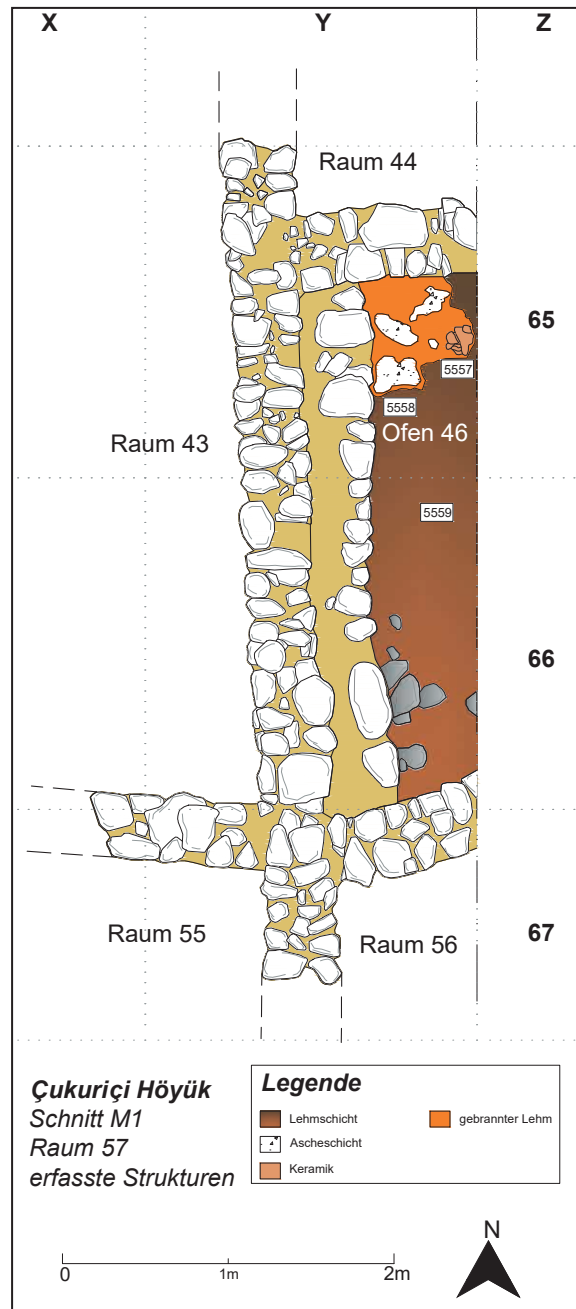 X Y Z
Raum 44
65
5557
5558
Ofen 46
Raum 43
5559
66
Raum 55 Raum 56 67
Çukuriçi Höyük
Schnitt M1
Raum 57
erfasste Strukturen
Legende
Lehmschicht gebrannter Lehm
Ascheschicht
Keramik
N
0 1m 2m